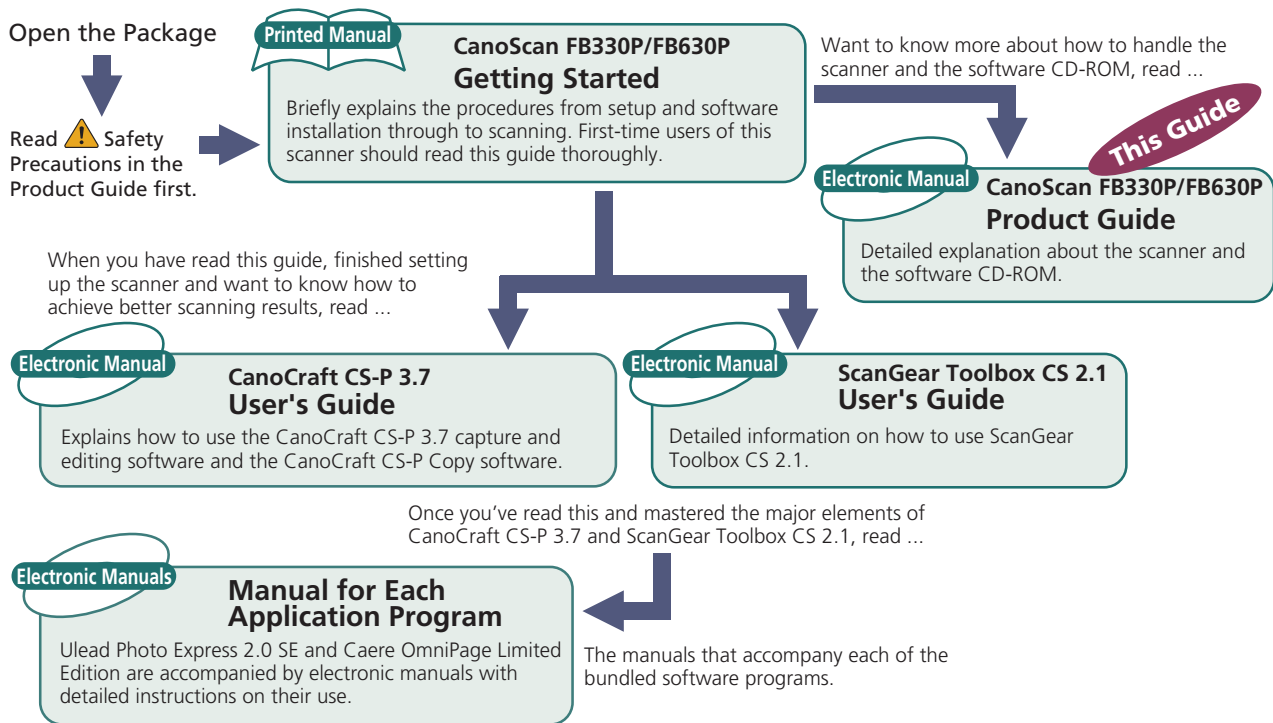 Open the Package
Read ⚠ Safety
Precautions in the
Product Guide first.
Printed Manual
CanoScan FB330P/FB630P
Getting Started
Briefly explains the procedures from setup and software
installation through to scanning. First-time users of this
scanner should read this guide thoroughly.
Want to know more about how to handle the
scanner and the software CD-ROM, read ...
This Guide
Electronic Manual
CanoScan FB330P/FB630P
Product Guide
Detailed explanation about the scanner and
the software CD-ROM.
When you have read this guide, finished setting
up the scanner and want to know how to
achieve better scanning results, read ...
Electronic Manual
CanoCraft CS-P 3.7
User's Guide
Explains how to use the CanoCraft CS-P 3.7 capture and
editing software and the CanoCraft CS-P Copy software.
Electronic Manual
ScanGear Toolbox CS 2.1
User's Guide
Detailed information on how to use ScanGear
Toolbox CS 2.1.
Once you've read this and mastered the major elements of
CanoCraft CS-P 3.7 and ScanGear Toolbox CS 2.1, read ...
Electronic Manuals
Manual for Each
Application Program
Ulead Photo Express 2.0 SE and Caere OmniPage Limited
Edition are accompanied by electronic manuals with
detailed instructions on their use.
The manuals that accompany each of the
bundled software programs.